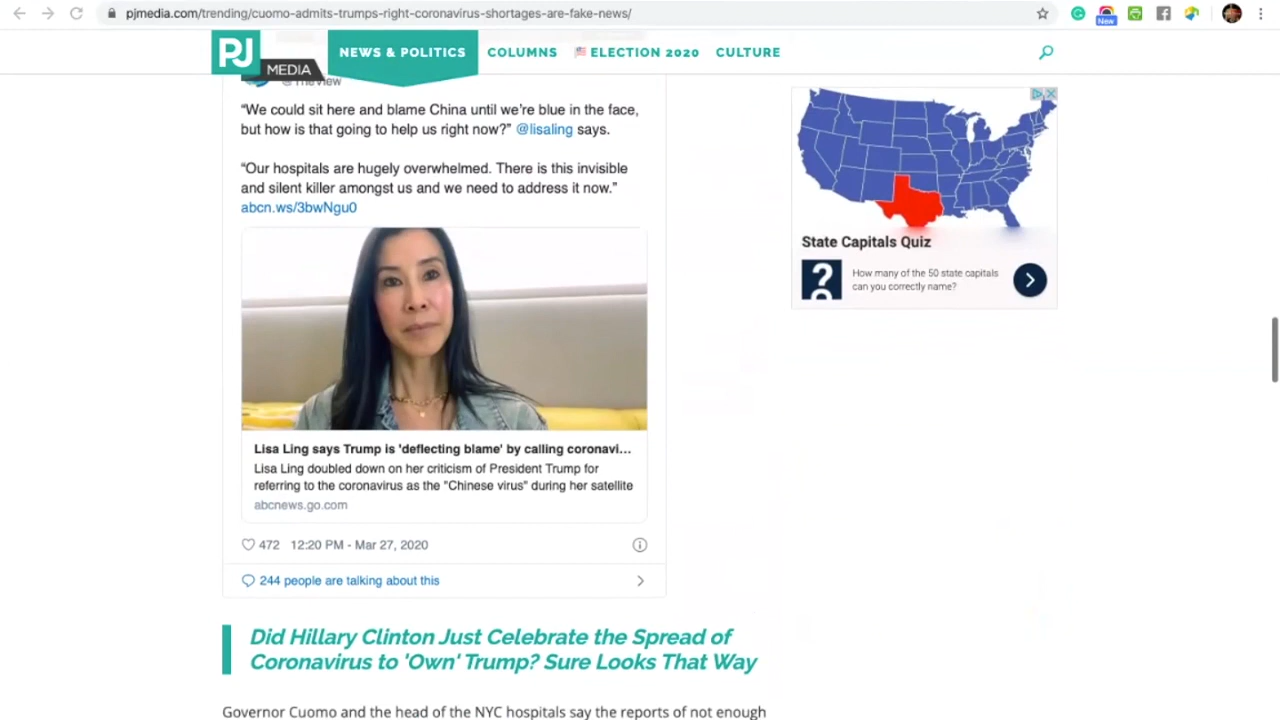 pjmedia.com/trending/cuomo-admits-trumps-right-coronavirus-shortages-are-fake-news/
New
PJ
MEDIA
NEWS & POLITICS
COLUMNS
ELECTION 2020
CULTURE
@TheView
“We could sit here and blame China until we’re blue in the face,
but how is that going to help us right now?” @lisaling says.
“Our hospitals are hugely overwhelmed. There is this invisible
and silent killer amongst us and we need to address it now.”
abcn.ws/3bwNgu0
Lisa Ling says Trump is 'deflecting blame' by calling coronavi...
Lisa Ling doubled down on her criticism of President Trump for
referring to the coronavirus as the "Chinese virus" during her satellite
abcnews.go.com
472 12:20 PM - Mar 27, 2020
244 people are talking about this
State Capitals Quiz
How many of the 50 state capitals
can you correctly name?
Did Hillary Clinton Just Celebrate the Spread of
Coronavirus to 'Own' Trump? Sure Looks That Way
Governor Cuomo and the head of the NYC hospitals say the reports of not enough